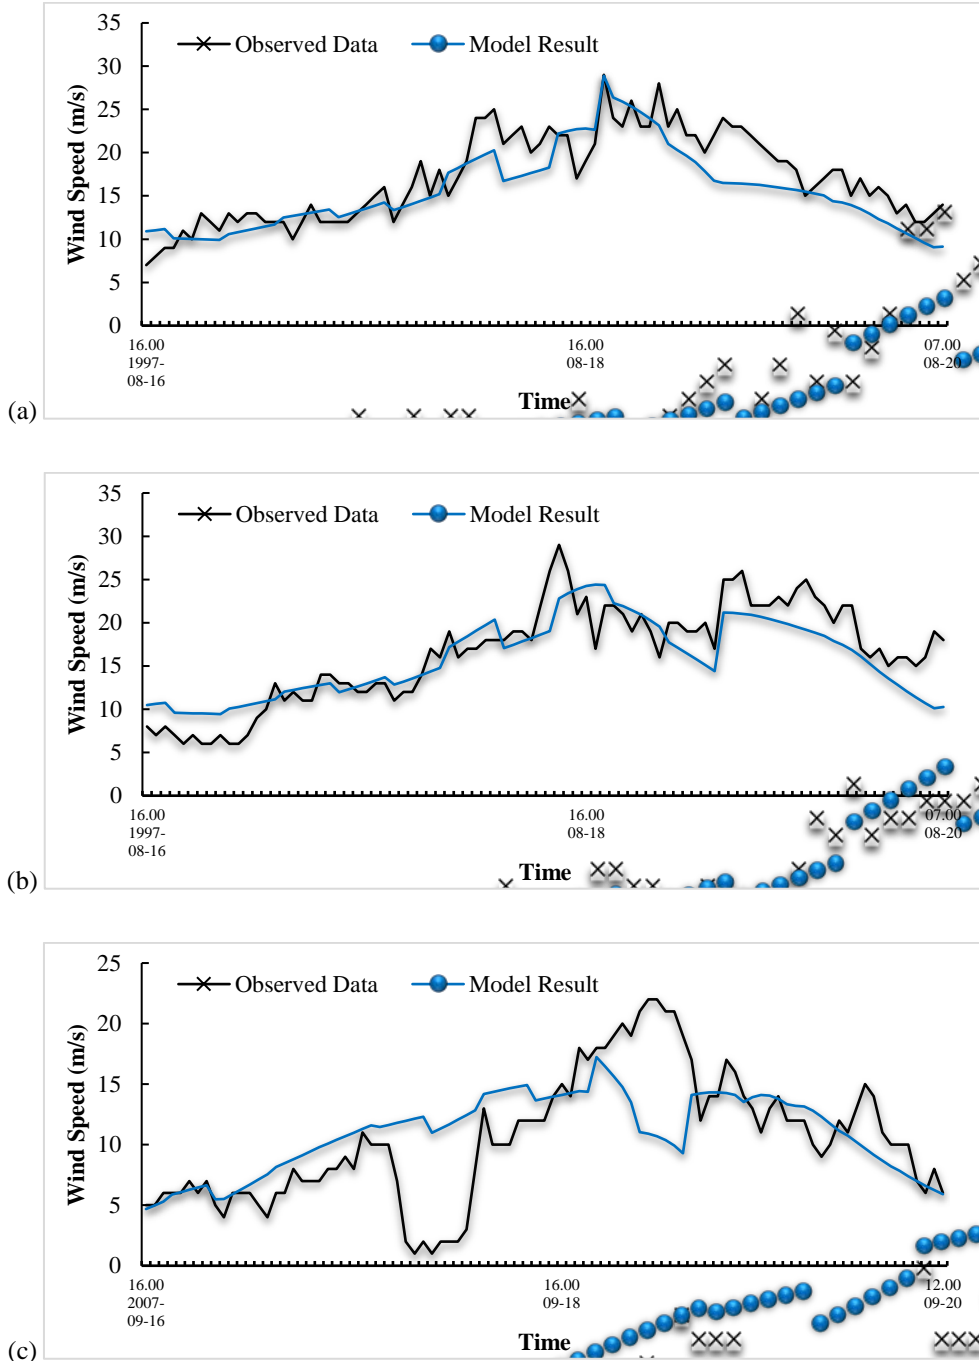 35
Observed Data Model Result
30
25
20
15
10
5
0
Wind Speed (m/s)
16.00 16.00 07.00
1997- 08-18 08-20
08-16
Time
(a)
35
Observed Data Model Result
30
25
20
15
10
5
0
Wind Speed (m/s)
16.00 16.00 07.00
1997- 08-18 08-20
08-16
Time
(b)
25
Observed Data Model Result
20
15
10
5
0
Wind Speed (m/s)
16.00 16.00 12.00
2007- 09-18 09-20
09-16
Time
(c)